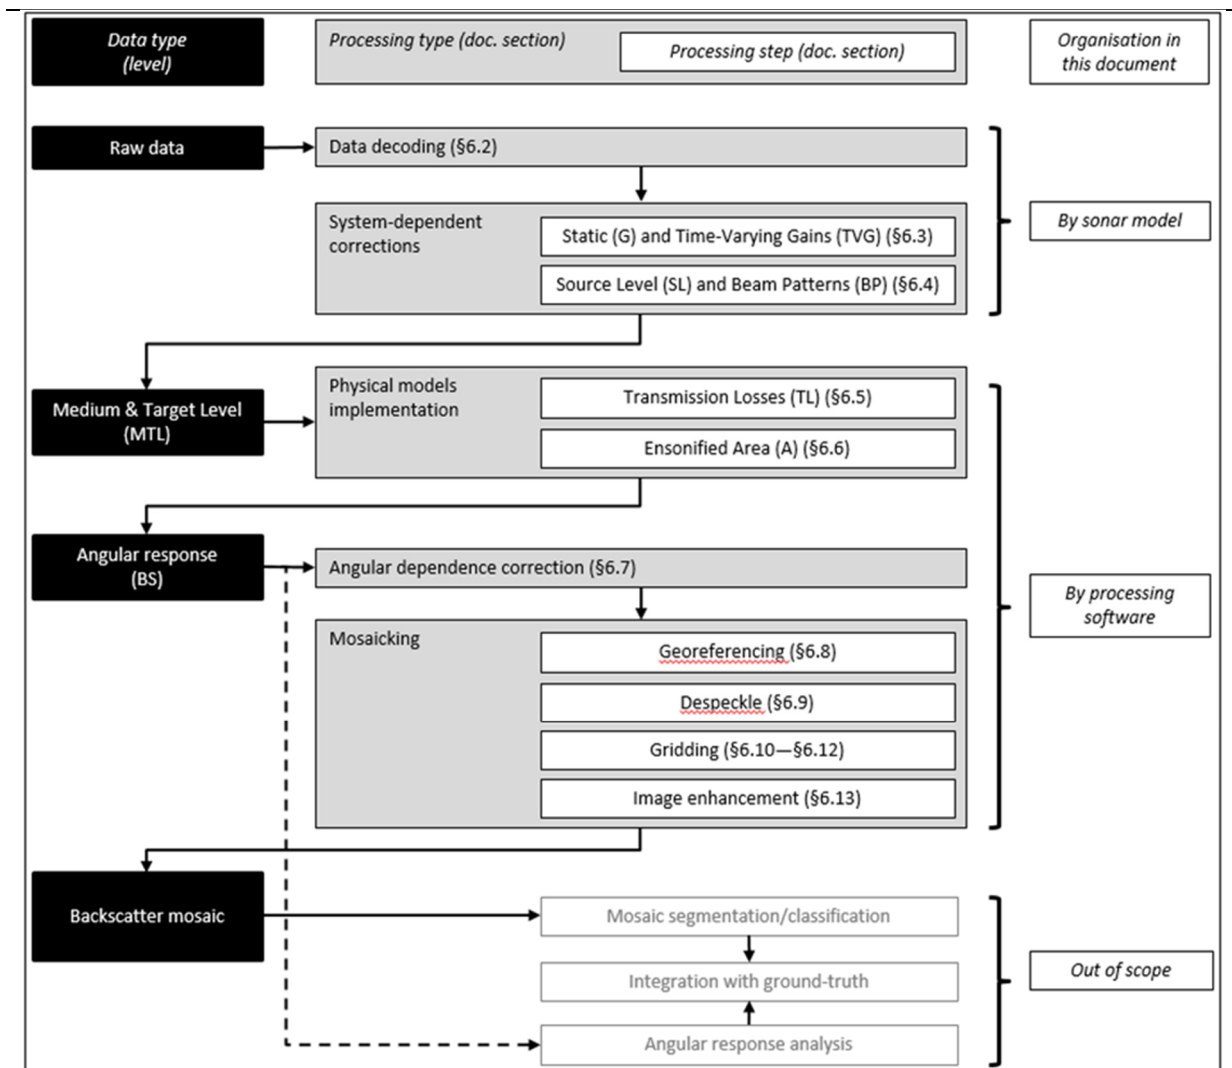 Data type
(level)
Processing type (doc. section)
Processing step (doc. section)
Organisation in
this document
Raw data
Data decoding (§6.2)
System-dependent
corrections
Static (G) and Time-Varying Gains (TVG) (§6.3)
Source Level (SL) and Beam Patterns (BP) (§6.4)
By sonar model
Medium & Target Level
(MTL)
Physical models
implementation
Transmission Losses (TL) (§6.5)
Ensonified Area (A) (§6.6)
Angular response
(BS)
Angular dependence correction (§6.7)
Mosaicking
Georeferencing (§6.8)
Despeckle (§6.9)
Gridding (§6.10—§6.12)
Image enhancement (§6.13)
By processing
software
Backscatter mosaic
Mosaic segmentation/classification
Integration with ground-truth
Angular response analysis
Out of scope